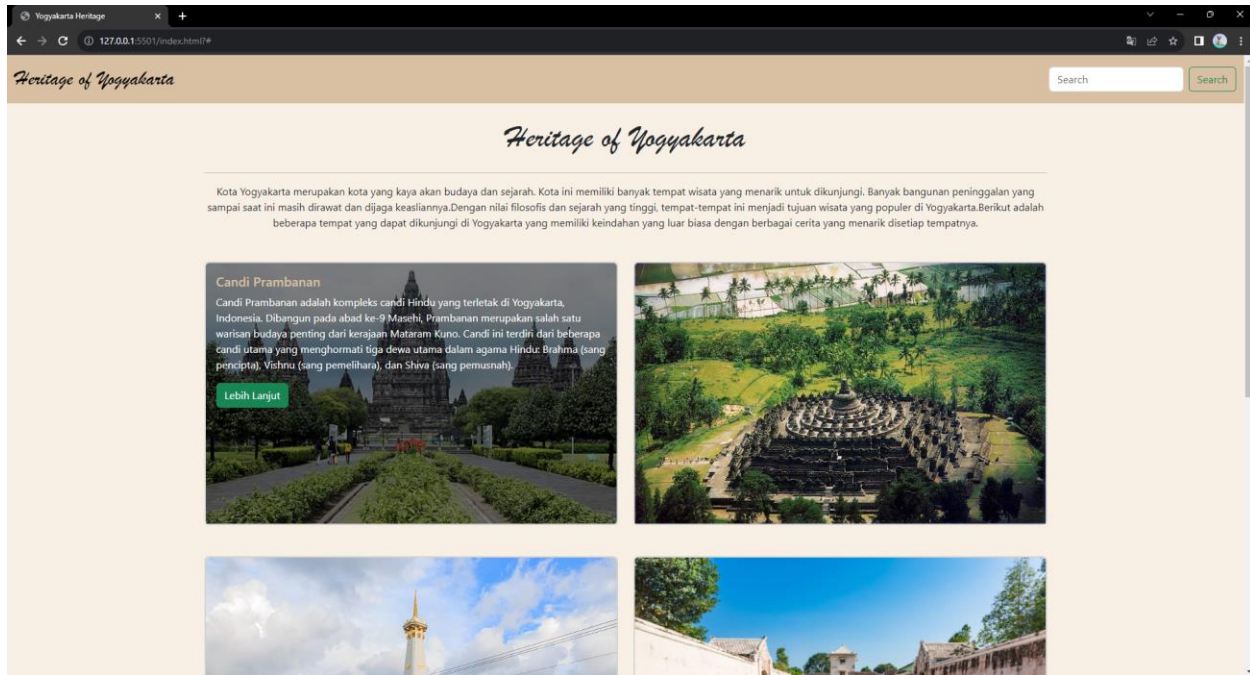 Yogyakarta Heritage
127.0.0.1:5501/index.html?#
Heritage of Yogyakarta
Search
Search
Heritage of Yogyakarta
Kota Yogyakarta merupakan kota yang kaya akan budaya dan sejarah. Kota ini memiliki banyak tempat wisata yang menarik untuk dikunjungi. Banyak bangunan peninggalan yang
sampai saat ini masih dirawat dan dijaga keasliannya.Dengan nilai filosofis dan sejarah yang tinggi, tempat-tempat ini menjadi tujuan wisata yang populer di Yogyakarta.Berikut adalah
beberapa tempat yang dapat dikunjungi di Yogyakarta yang memiliki keindahan yang luar biasa dengan berbagai cerita yang menarik disetiap tempatnya.
Candi Prambanan
Candi Prambanan adalah kompleks candi Hindu yang terletak di Yogyakarta,
Indonesia. Dibangun pada abad ke-9 Masehi, Prambanan merupakan salah satu
warisan budaya penting dari kerajaan Mataram Kuno. Candi ini terdiri dari beberapa
candi utama yang menghormati tiga dewa utama dalam agama Hindu: Brahma (sang
pencipta), Vishnu (sang pemelihara), dan Shiva (sang pemusnah).
Lebih Lanjut